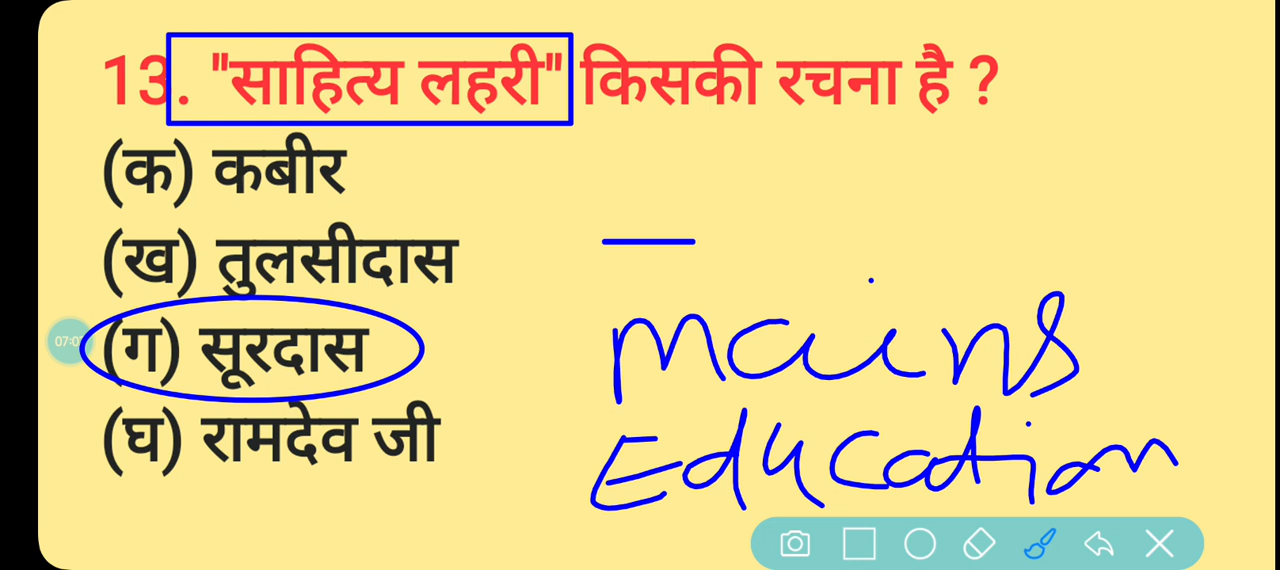 13. "साहित्य लहरी" किसकी रचना है ?
(क) कबीर
(ख) तुलसीदास
(ग) सूरदास
(घ) रामदेव जी
mains
Education